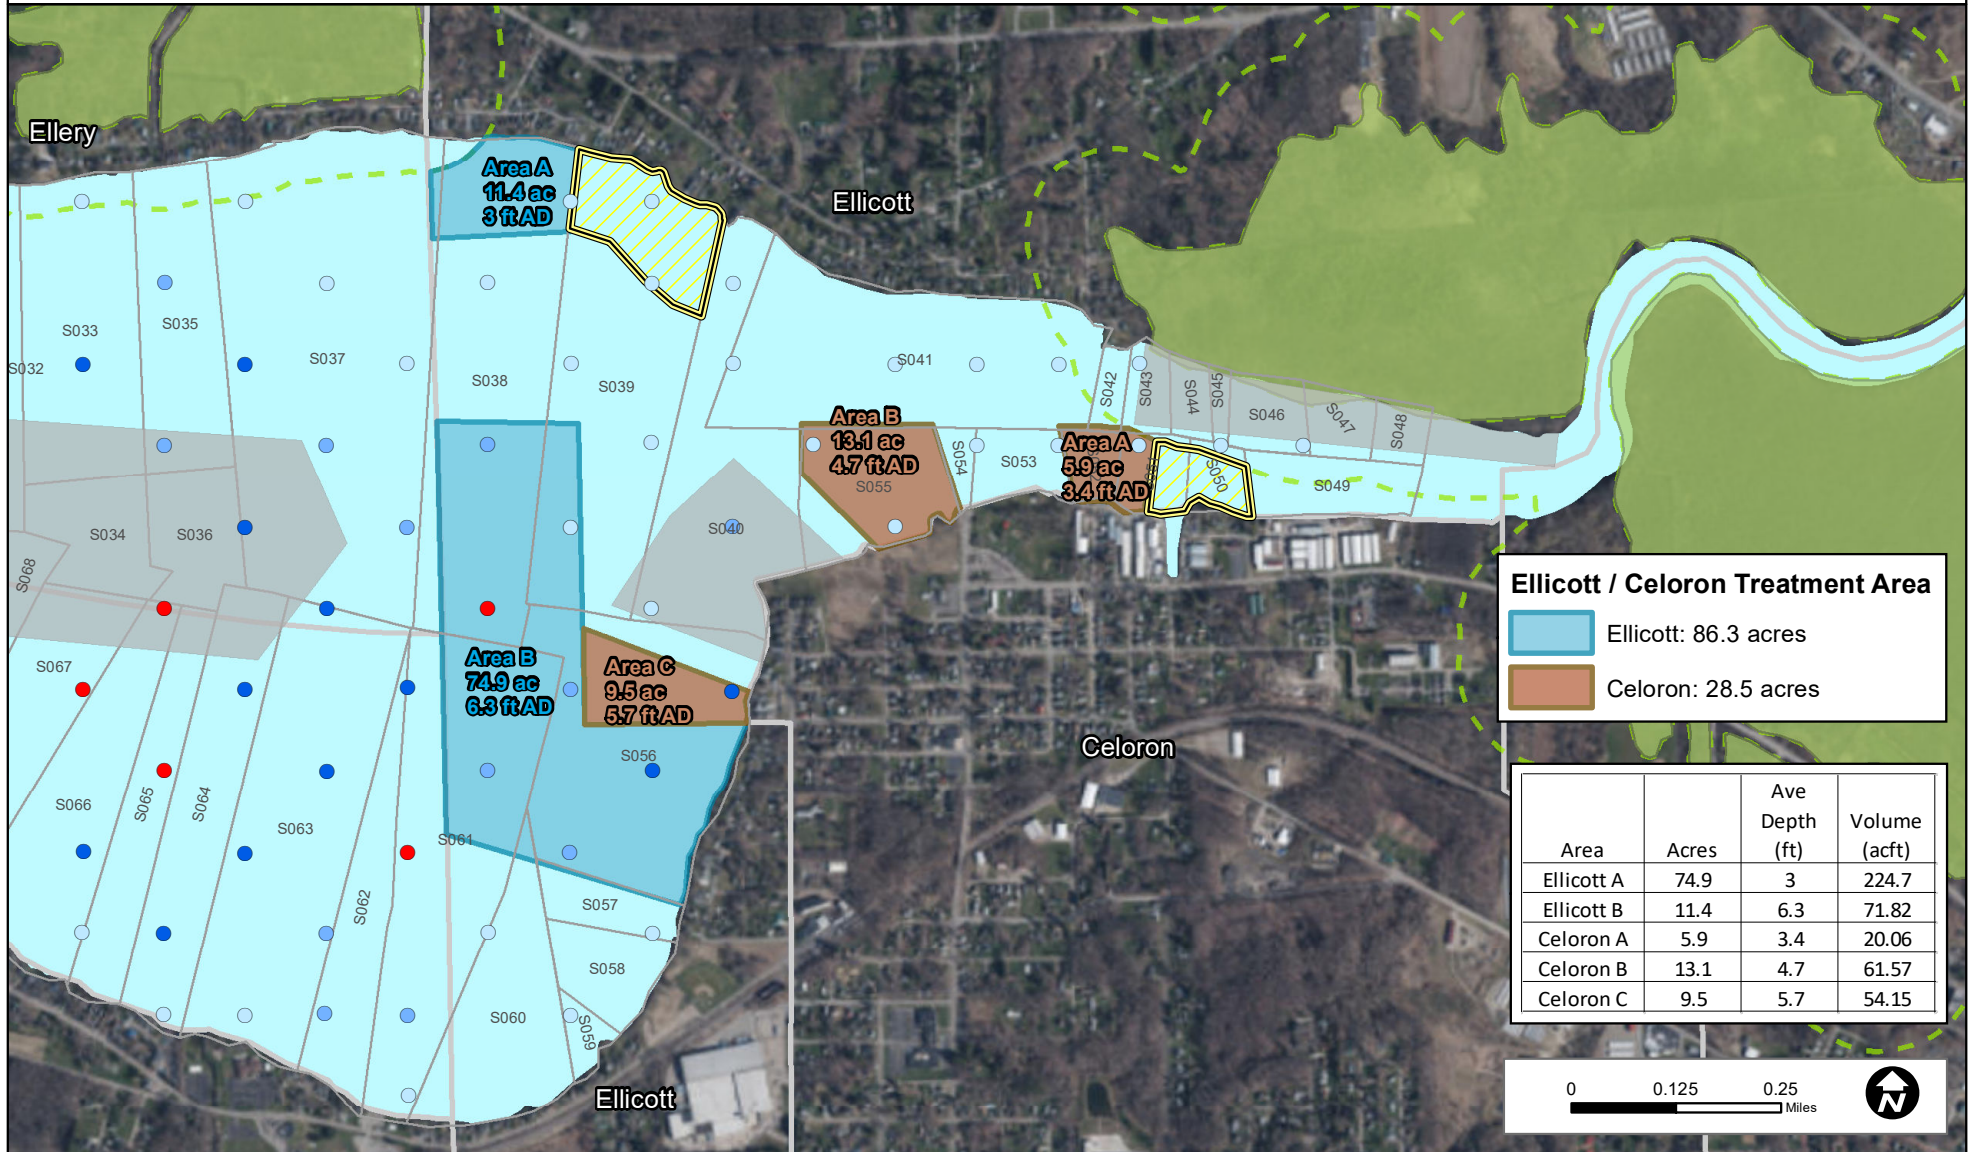 Ellery
Area A
11.4 ac
3 ft AD
Ellicott
S033
S035
S032
S037
S038
S039
S041
S042
S043
S044
S045
S046
S047
S048
Area B
13.1 ac
4.7 ft AD
S055
S054
S053
Area A
5.9 ac
3.4 ft AD
S050
S049
S034
S036
S068
S040
S067
Area B
74.9 ac
6.3 ft AD
Area C
9.5 ac
5.7 ft AD
S056
Celoron
S066
S065
S064
S063
S062
S061
S057
S058
S059
S060
Ellicott
Ellicott / Celoron Treatment Area
Ellicott: 86.3 acres
Celoron: 28.5 acres
Area Acres Ave Depth (ft) Volume (acft)
Ellicott A 74.9 3 224.7
Ellicott B 11.4 6.3 71.82
Celoron A 5.9 3.4 20.06
Celoron B 13.1 4.7 61.57
Celoron C 9.5 5.7 54.15
0 0.125 0.25
Miles
N